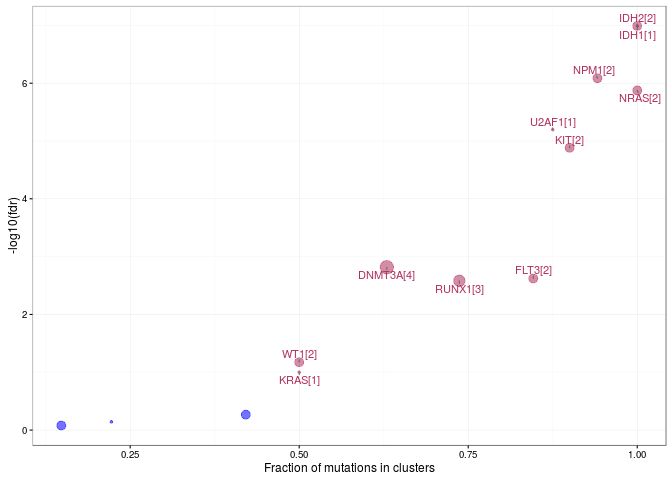 IDH2[2]
IDH1[1]
NPM1[2]
NRAS[2]
U2AF1[1]
KIT[2]
DNMT3A[4]
FLT3[2]
RUNX1[3]
WT1[2]
KRAS[1]
6
4
2
0
-log10(fdr)
0.25
0.50
0.75
1.00
Fraction of mutations in clusters